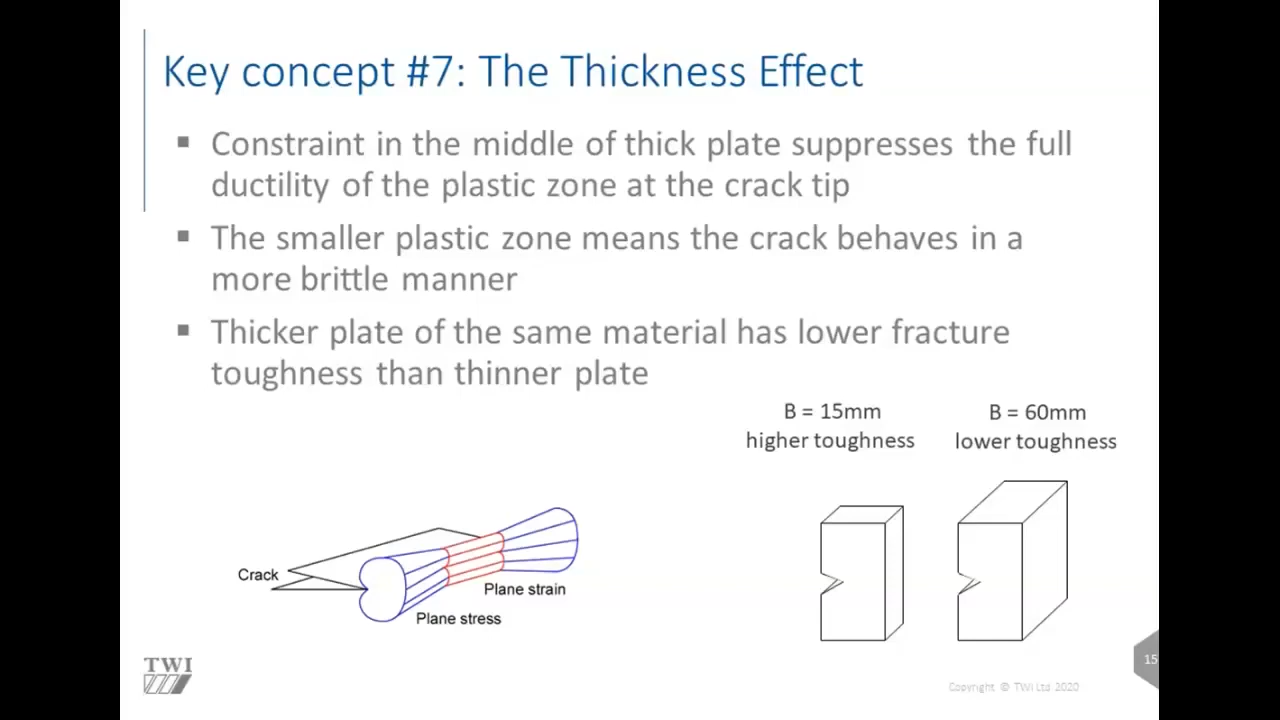 Key concept #7: The Thickness Effect
Constraint in the middle of thick plate suppresses the full
ductility of the plastic zone at the crack tip
The smaller plastic zone means the crack behaves in a
more brittle manner
Thicker plate of the same material has lower fracture
toughness than thinner plate
B = 15mm
higher toughness
B = 60mm
lower toughness
Crack
Plane strain
Plane stress
TWI
Copyright © TWI Ltd 2020
15